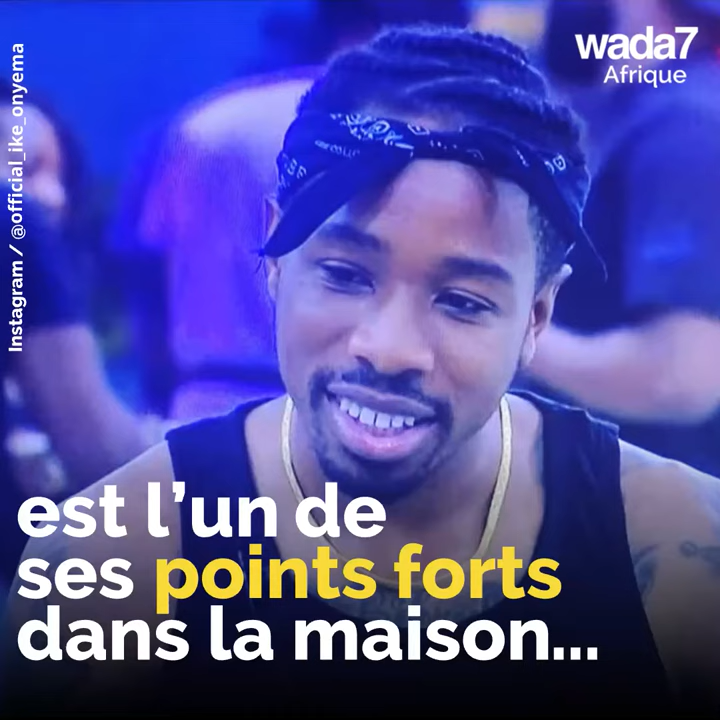 wada7
Afrique
Instagram / @official_ike_onyema
est l’un de
ses points forts
dans la maison...